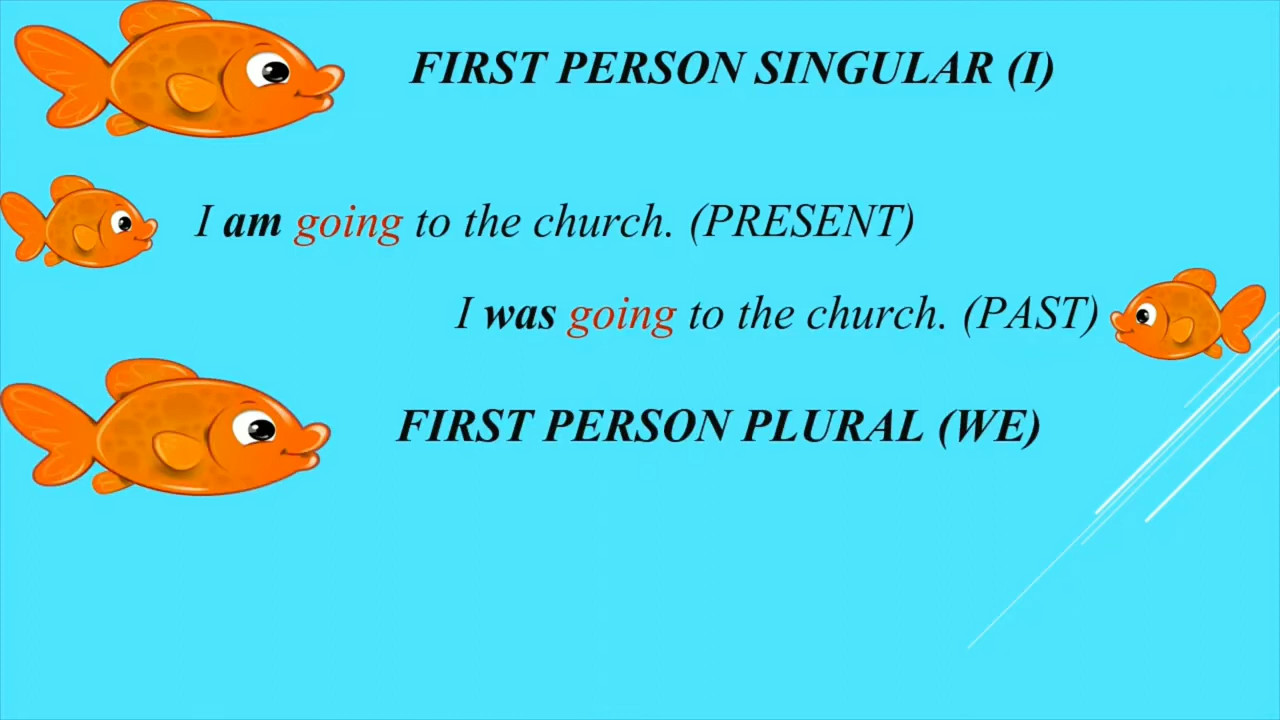 FIRST PERSON SINGULAR (I)
I am going to the church. (PRESENT)
I was going to the church. (PAST)
FIRST PERSON PLURAL (WE)